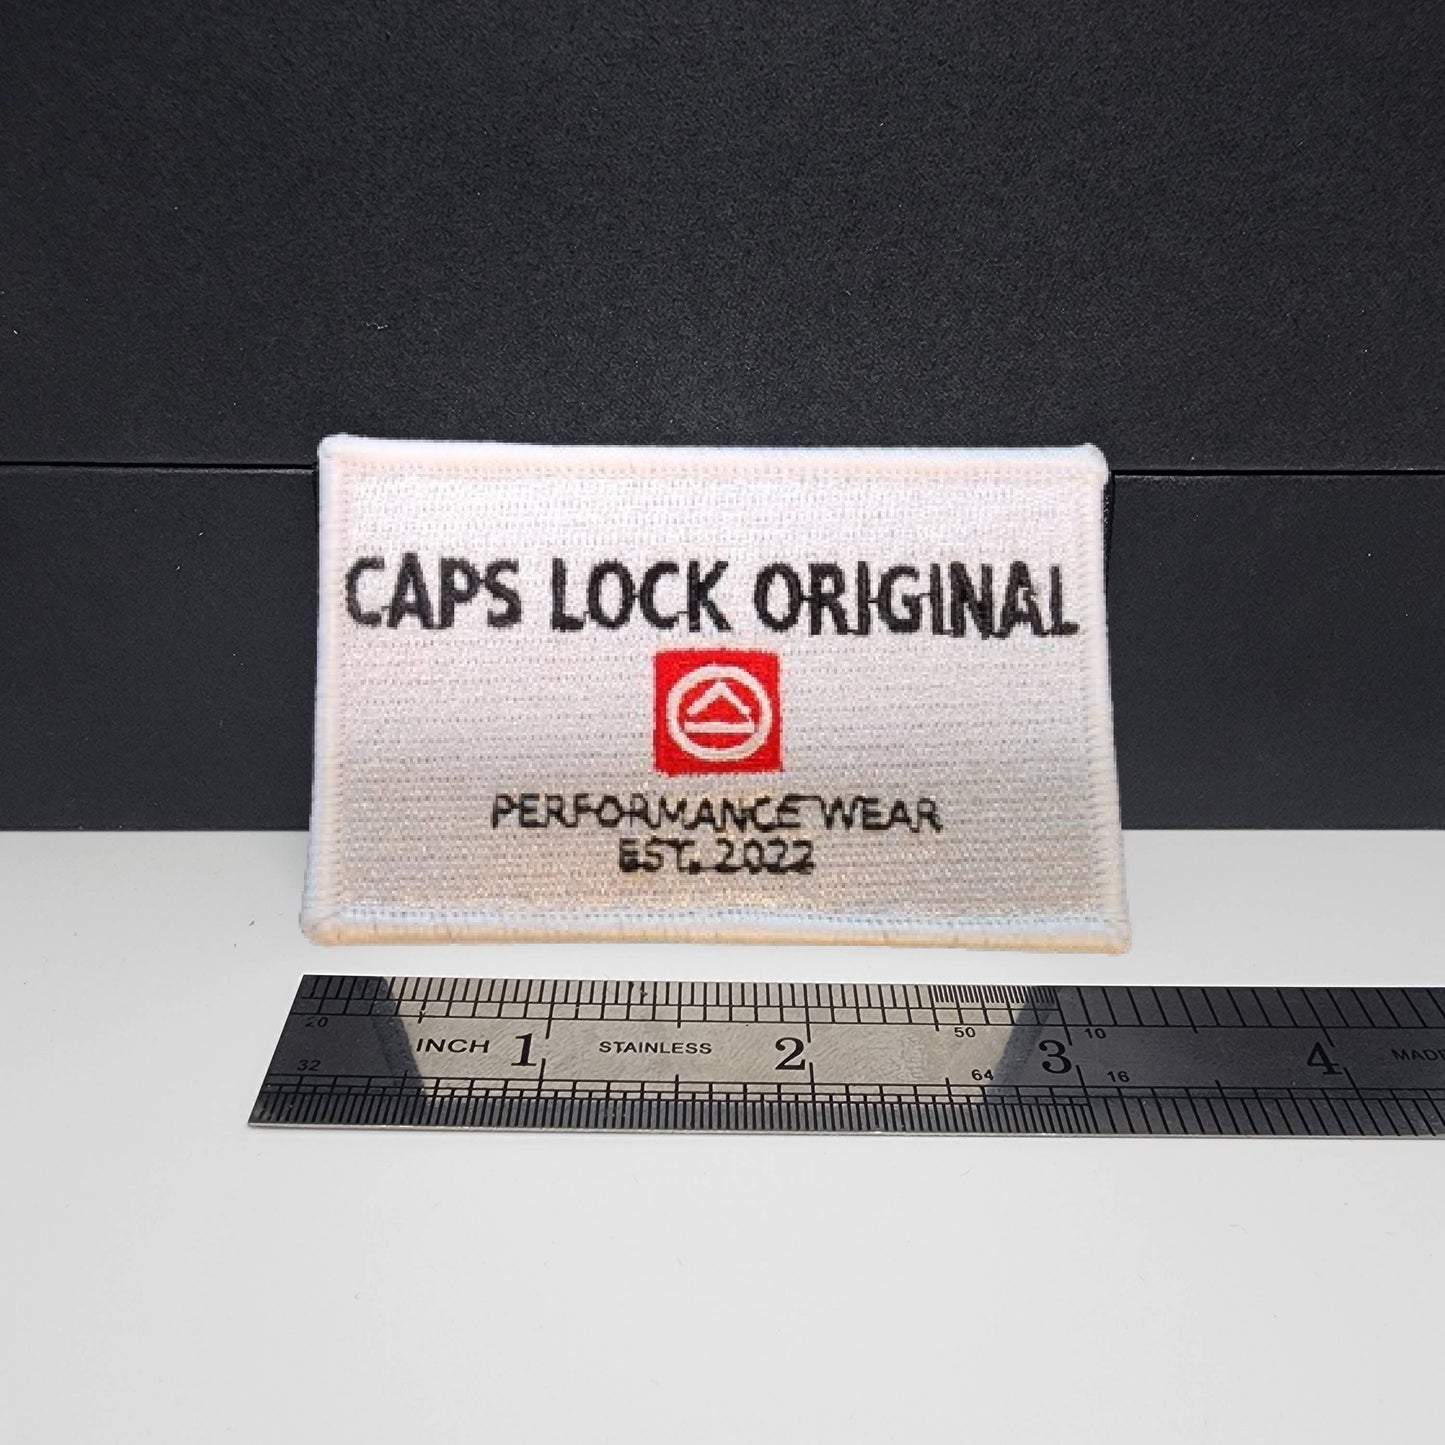 CAPS LOCK ORIGINAL
PERFORMANCE WEAR
EST. 2022
20 50 10
INCH 1 STAINLESS 2 3 4 MADE
32 64 16